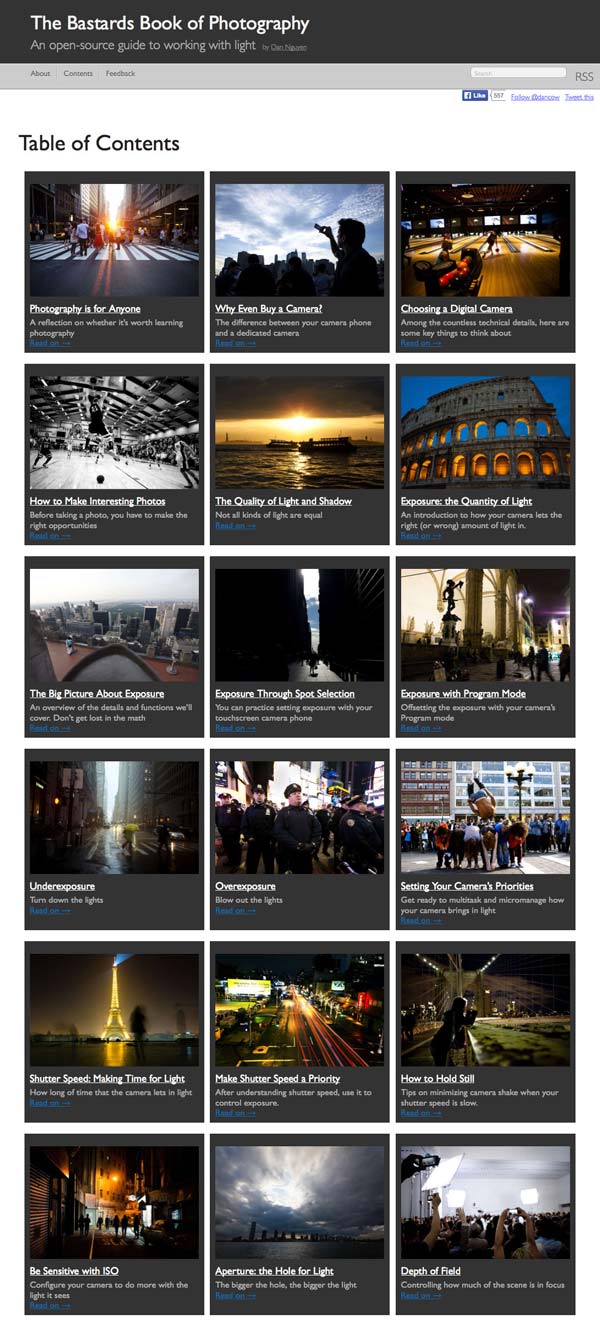 The Bastards Book of Photography
An open-source guide to working with light by Dan Nguyen
About Contents Feedback Search RSS
Like 557 Follow @dancow Tweet this
Table of Contents
Photography is for Anyone
A reflection on whether it's worth learning
photography
Read on →
Why Even Buy a Camera?
The difference between your camera phone
and a dedicated camera
Read on →
Choosing a Digital Camera
Among the countless technical details, here are
some key things to think about
Read on →
How to Make Interesting Photos
Before taking a photo, you have to make the
right opportunities
Read on →
The Quality of Light and Shadow
Not all kinds of light are equal
Read on →
Exposure: the Quantity of Light
An introduction to how your camera lets the
right (or wrong) amount of light in.
Read on →
The Big Picture About Exposure
An overview of the details and functions we'll
cover. Don't get lost in the math
Read on →
Exposure Through Spot Selection
You can practice setting exposure with your
touchscreen camera phone
Read on →
Exposure with Program Mode
Offsetting the exposure with your camera's
Program mode
Read on →
Underexposure
Turn down the lights
Read on →
Overexposure
Blow out the lights
Read on →
Setting Your Camera's Priorities
Get ready to multitask and micromanage how
your camera brings in light
Read on →
Shutter Speed: Making Time for Light
How long of time that the camera lets in light
Read on →
Make Shutter Speed a Priority
After understanding shutter speed, use it to
control exposure.
Read on →
How to Hold Still
Tips on minimizing camera shake when your
shutter speed is slow.
Read on →
Be Sensitive with ISO
Configure your camera to do more with the
light it sees
Read on →
Aperture: the Hole for Light
The bigger the hole, the bigger the light
Read on →
Depth of Field
Controlling how much of the scene is in focus
Read on →